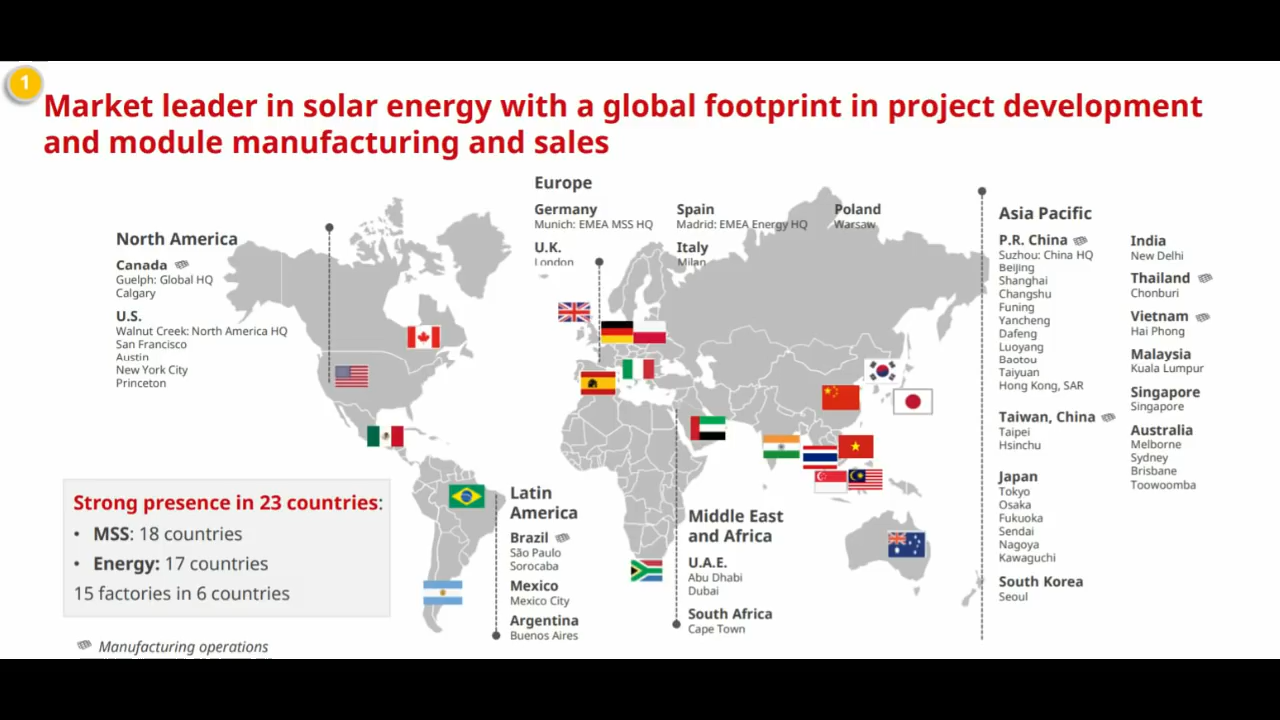 1
Market leader in solar energy with a global footprint in project development
and module manufacturing and sales
North America
Canada
Guelph: Global HQ
Calgary
U.S.
Walnut Creek: North America HQ
San Francisco
Austin
New York City
Princeton
Europe
Germany
Munich: EMEA MSS HQ
U.K.
London
Spain
Madrid: EMEA Energy HQ
Italy
Milan
Poland
Warsaw
Asia Pacific
P.R. China
Suzhou: China HQ
Beijing
Shanghai
Changshu
Funing
Yancheng
Dafeng
Luoyang
Baotou
Taiyuan
Hong Kong, SAR
Taiwan, China
Taipei
Hsinchu
Japan
Tokyo
Osaka
Fukuoka
Sendai
Nagoya
Kawaguchi
South Korea
Seoul
India
New Delhi
Thailand
Chonburi
Vietnam
Hai Phong
Malaysia
Kuala Lumpur
Singapore
Singapore
Australia
Melborne
Sydney
Brisbane
Toowoomba
Latin
America
Brazil
São Paulo
Sorocaba
Mexico
Mexico City
Argentina
Buenos Aires
Middle East
and Africa
U.A.E.
Abu Dhabi
Dubai
South Africa
Cape Town
Strong presence in 23 countries:
• MSS: 18 countries
• Energy: 17 countries
15 factories in 6 countries
Manufacturing operations